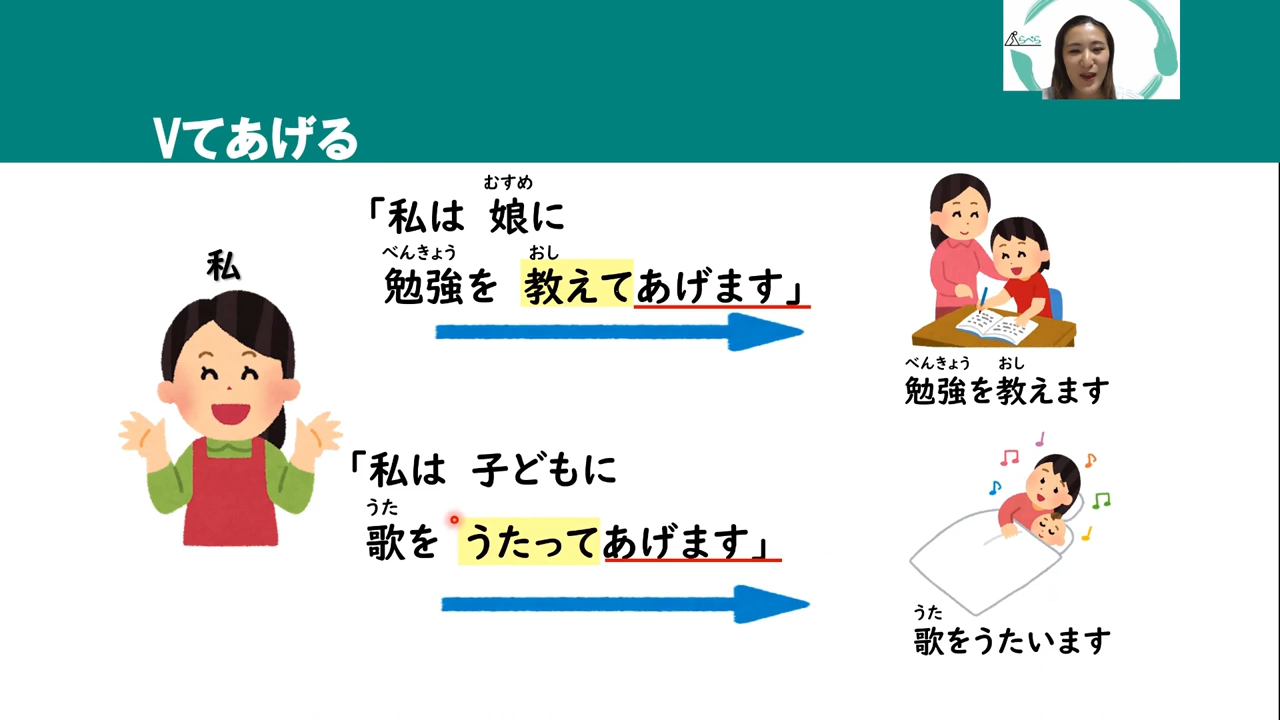 らぺら
Vてあげる
私
むすめ
「私は 娘に
べんきょう おし
勉強を 教えてあげます」
べんきょう おし
勉強を教えます
「私は 子どもに
うた
歌を うたってあげます」
うた
歌をうたいます